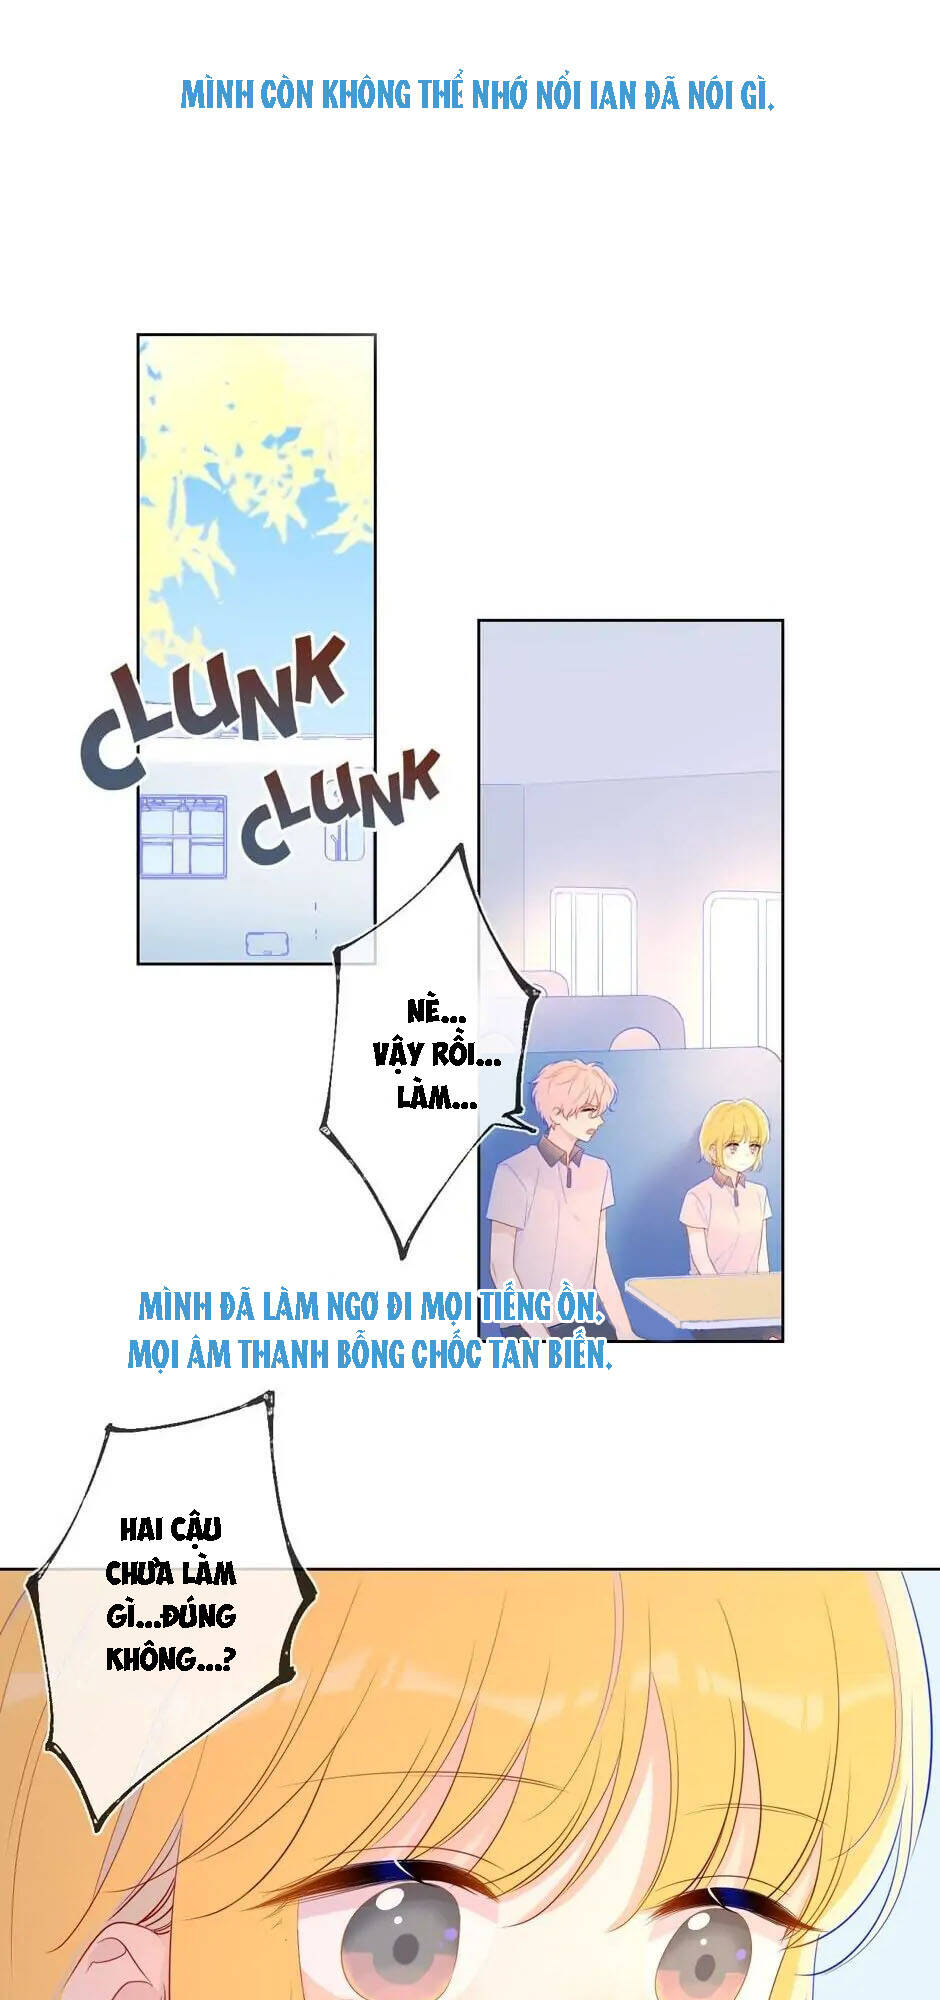 MÌNH CÒN KHÔNG THỂ NHỚ NỔI IAN ĐÃ NÓI GÌ.
CLUNK
CLUNK
NÈ...
VẬY RỒI...
LÀM...
MÌNH ĐÃ LÀM NGƠ ĐI MỌI TIẾNG ỒN.
MỌI ÂM THANH BỖNG CHỐC TAN BIẾN.
HAI CẬU
CHƯA LÀM
GÌ...ĐÚNG
KHÔNG...?